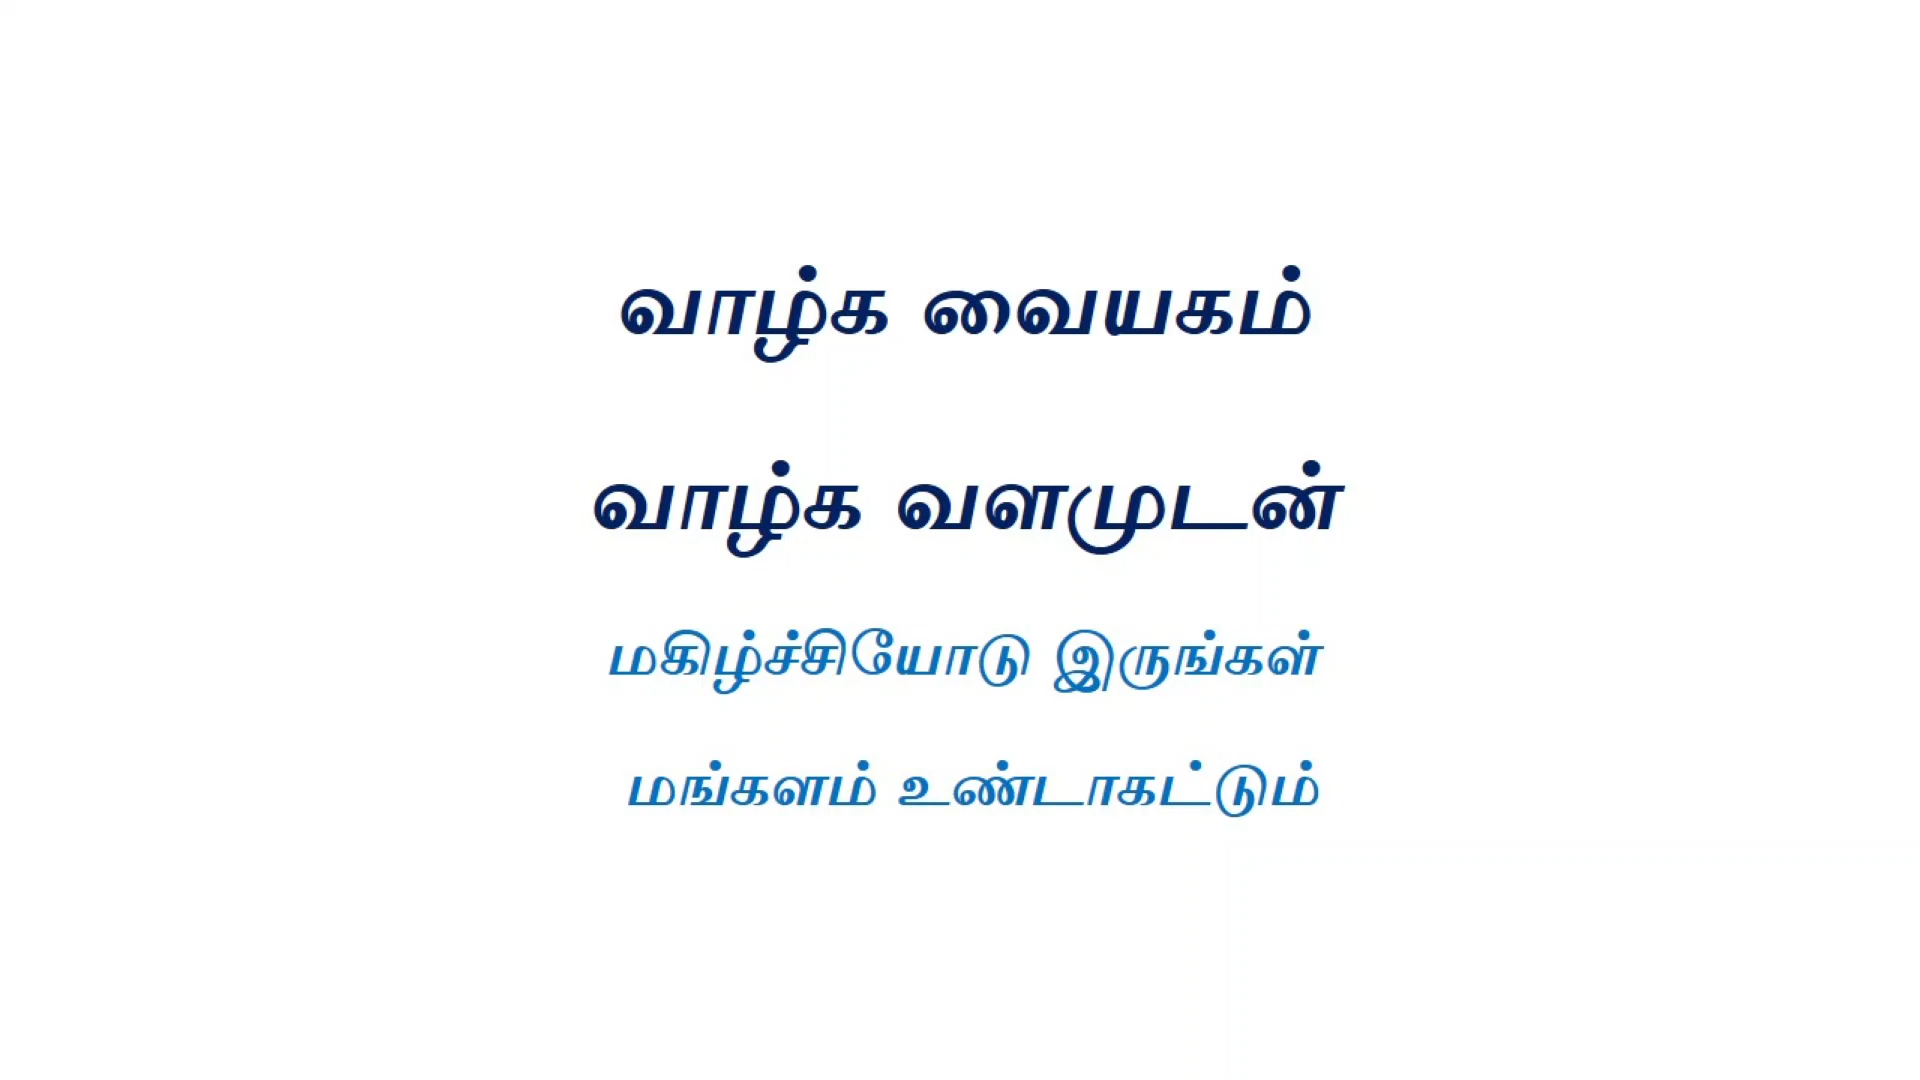 வாழ்க வையகம்
வாழ்க வளமுடன்
மகிழ்ச்சியோடு இருங்கள்
மங்களம் உண்டாகட்டும்